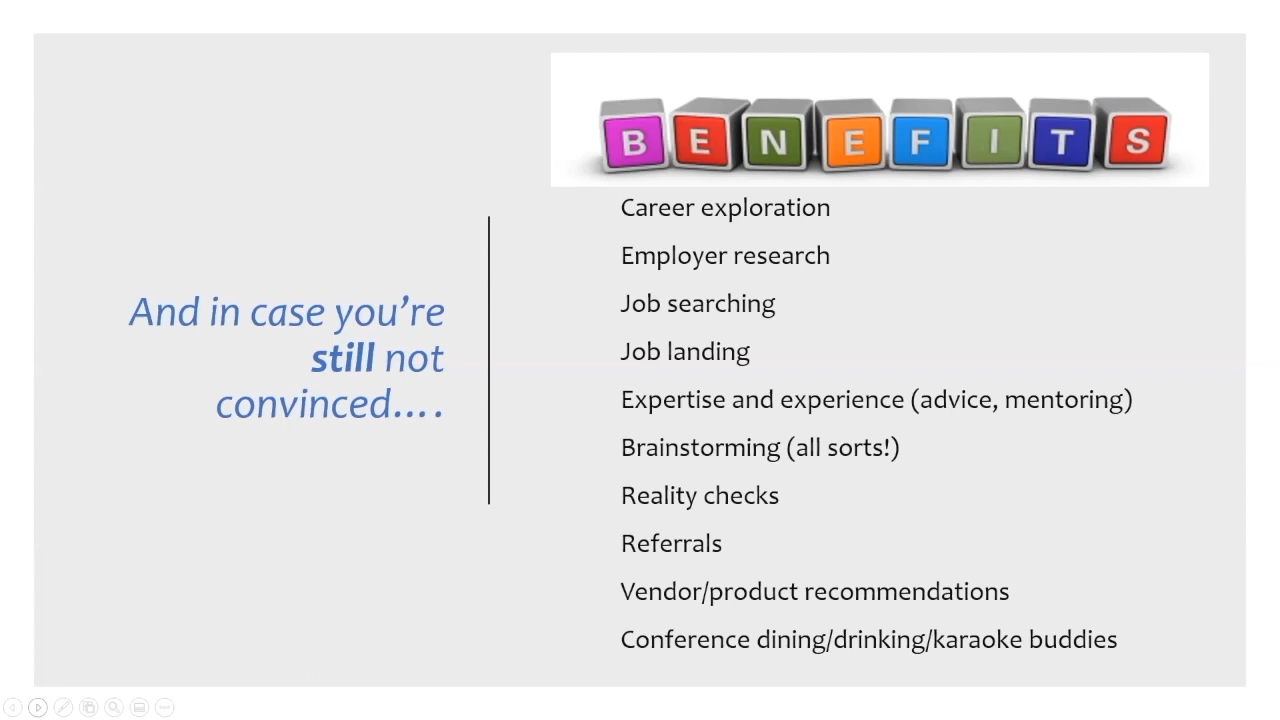 And in case you’re
still not
convinced….
BENEFITS
Career exploration
Employer research
Job searching
Job landing
Expertise and experience (advice, mentoring)
Brainstorming (all sorts!)
Reality checks
Referrals
Vendor/product recommendations
Conference dining/drinking/karaoke buddies